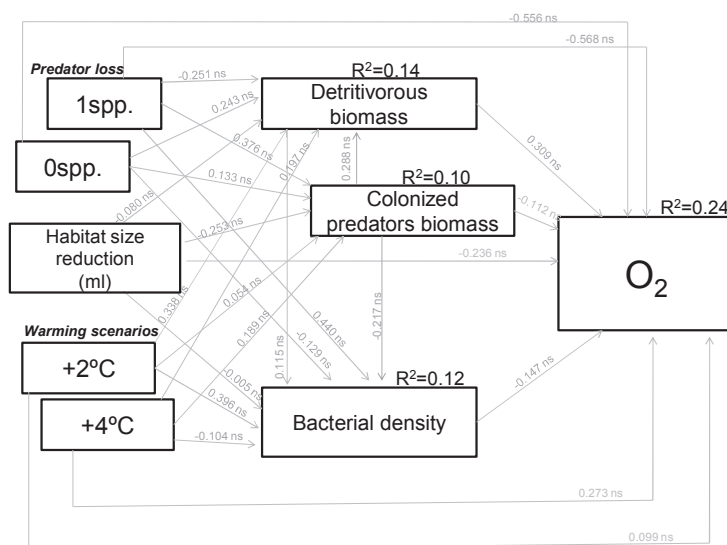 -0.556 ns
-0.568 ns
Predator loss
-0.251 ns
R²=0.14
1spp.
Detritivorous
biomass
0.243 ns
0.376 ns
0.197 ns
0.309 ns
0spp.
0.133 ns
0.288 ns
R²=0.10
-0.080 ns
Colonized
predators biomass
-0.112 ns
R²=0.24
Habitat size
reduction
(ml)
-0.253 ns
-0.236 ns
O₂
0.338 ns
0.054 ns
0.189 ns
0.440 ns
-0.129 ns
-0.217 ns
0.115 ns
Warming scenarios
+2ºC
-0.005 ns
0.396 ns
R²=0.12
-0.147 ns
+4ºC
-0.104 ns
Bacterial density
0.273 ns
0.099 ns